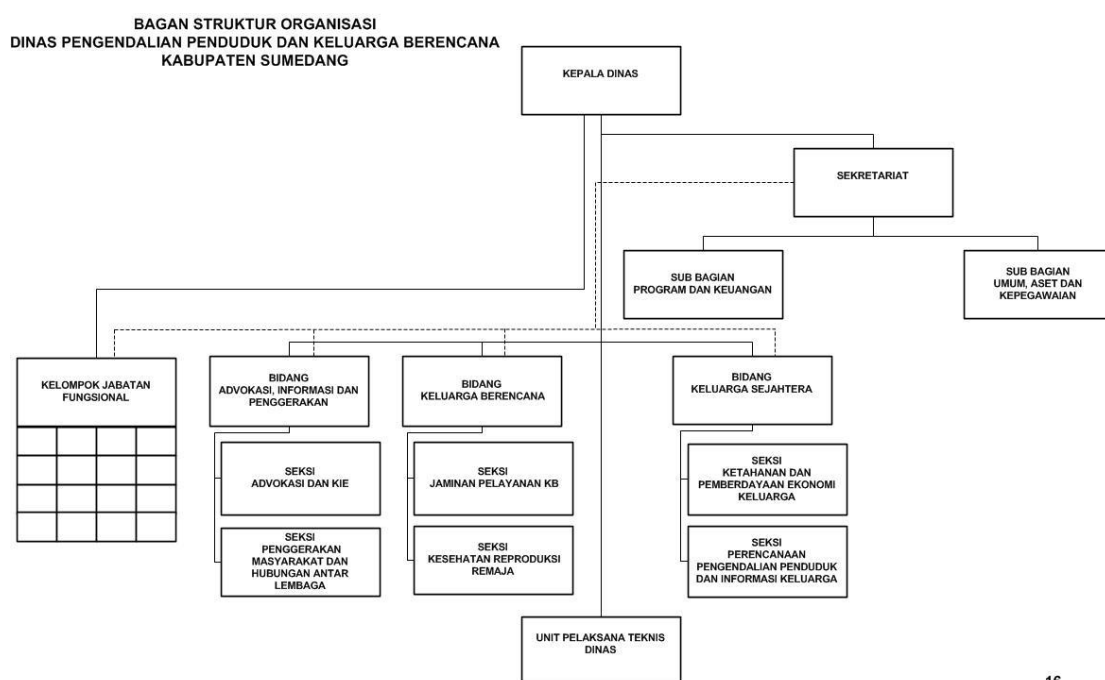 BAGAN STRUKTUR ORGANISASI
DINAS PENGENDALIAN PENDUDUK DAN KELUARGA BERENCANA
KABUPATEN SUMEDANG
KEPALA DINAS
SEKRETARIAT
SUB BAGIAN
PROGRAM DAN KEUANGAN
SUB BAGIAN
UMUM, ASET DAN
KEPEGAWAIAN
KELOMPOK JABATAN
FUNGSIONAL
BIDANG
ADVOKASI, INFORMASI DAN
PENGGERAKAN
BIDANG
KELUARGA BERENCANA
BIDANG
KELUARGA SEJAHTERA
SEKSI
ADVOKASI DAN KIE
SEKSI
JAMINAN PELAYANAN KB
SEKSI
KETAHANAN DAN
PEMBERDAYAAN EKONOMI
KELUARGA
SEKSI
PENGGERAKAN
MASYARAKAT DAN
HUBUNGAN ANTAR
LEMBAGA
SEKSI
KESEHATAN REPRODUKSI
REMAJA
SEKSI
PERENCANAAN
PENGENDALIAN PENDUDUK
DAN INFORMASI KELUARGA
UNIT PELAKSANA TEKNIS
DINAS
16